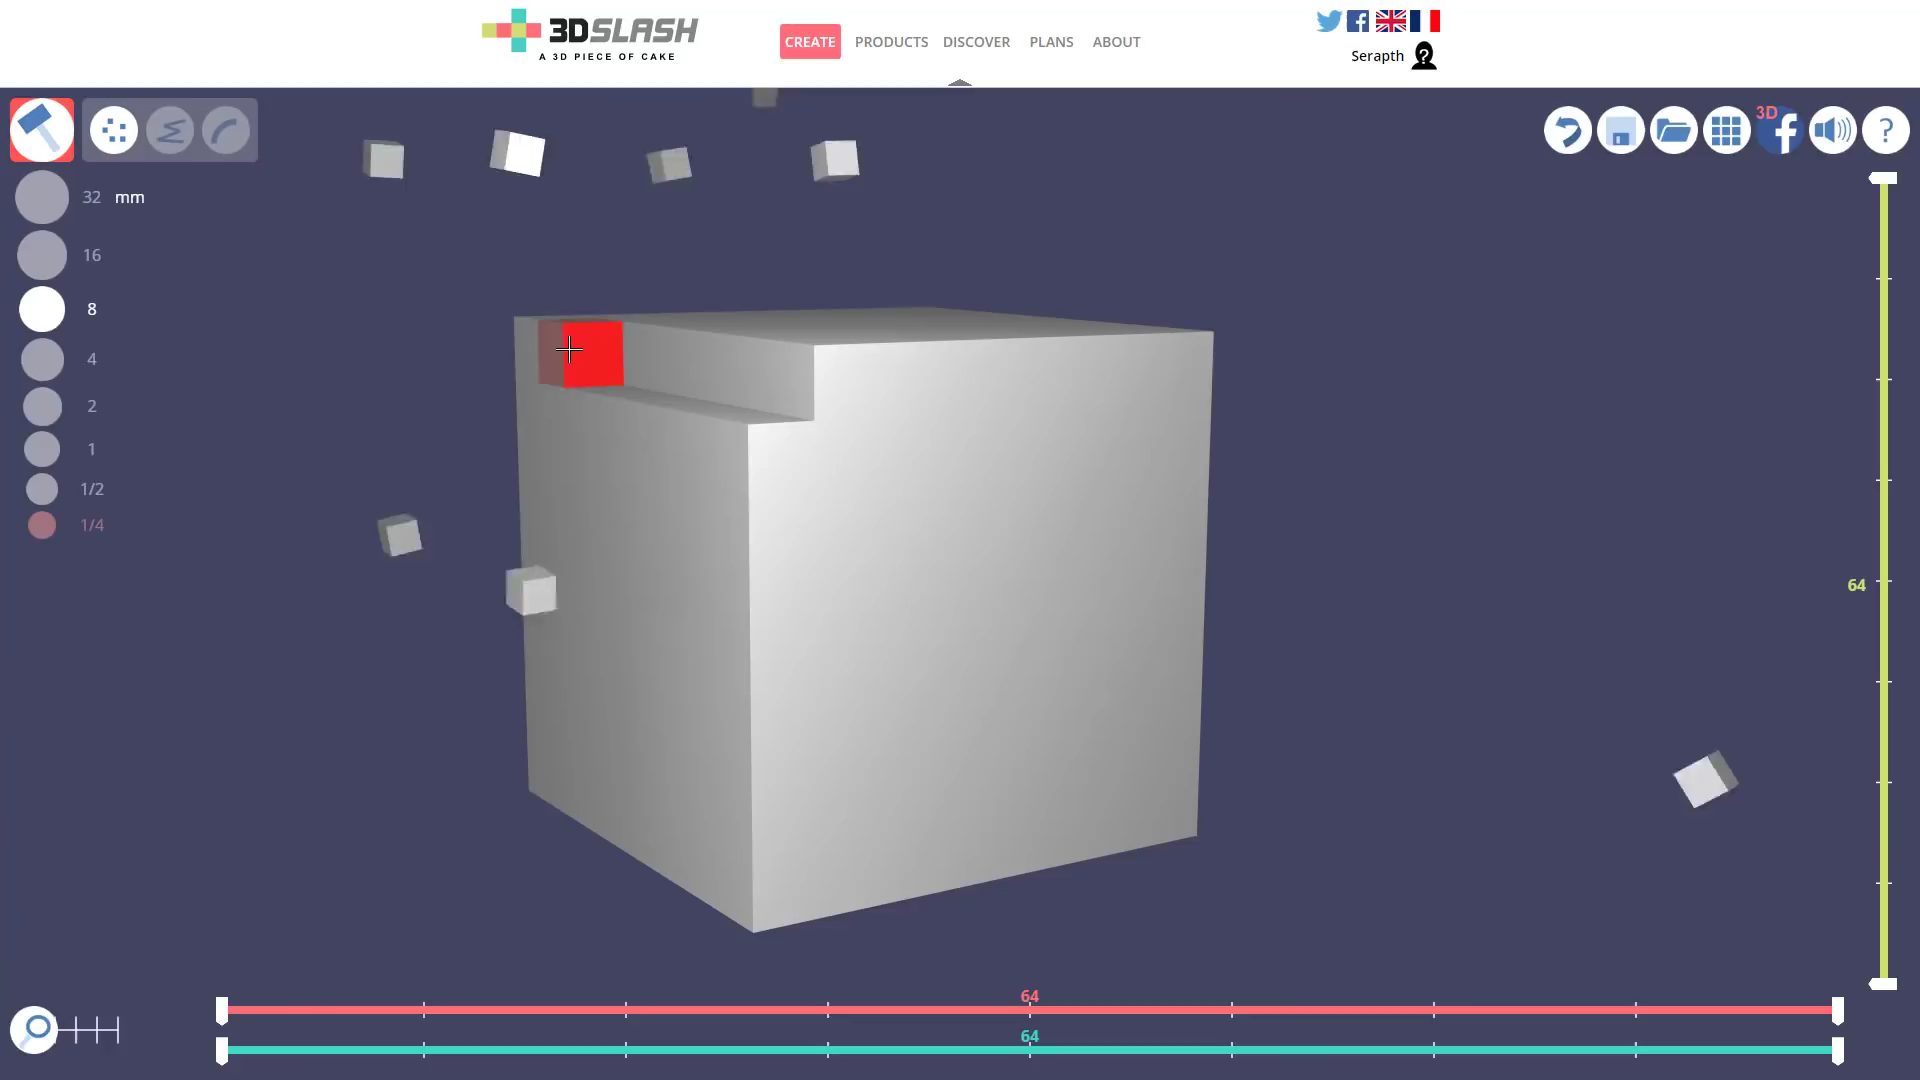 3DSLASH
A 3D PIECE OF CAKE
CREATE PRODUCTS DISCOVER PLANS ABOUT
Serapth
3D
32 mm
16
8
4
2
1
1/2
1/4
64
64
64